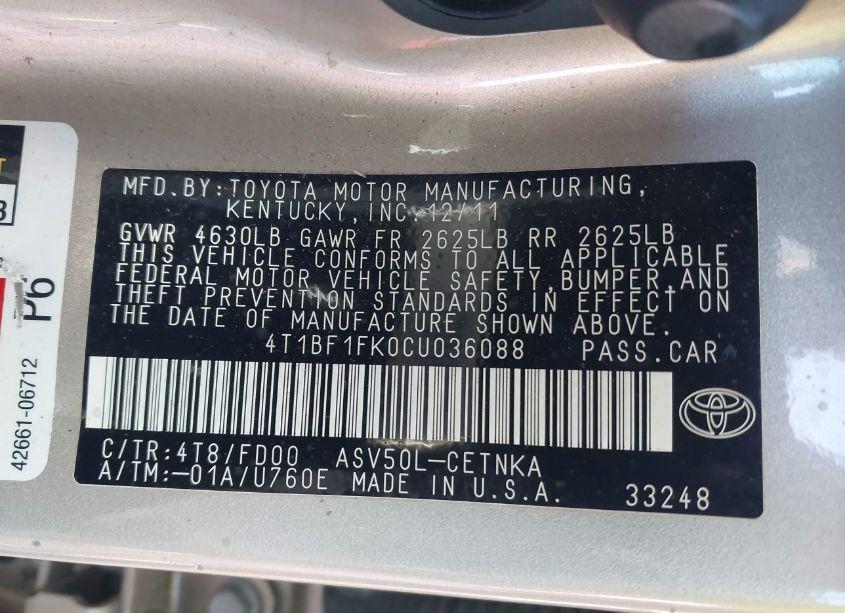 MFD.BY:TOYOTA MOTOR MANUFACTURING,
KENTUCKY,INC.12/11
GVWR 4630LB GAWR FR 2625LB RR 2625LB
THIS VEHICLE CONFORMS TO ALL APPLICABLE
FEDERAL MOTOR VEHICLE SAFETY,BUMPER,AND
THEFT PREVENTION STANDARDS IN EFFECT ON
THE DATE OF MANUFACTURE SHOWN ABOVE.
4T1BF1FK0CU036088 PASS.CAR
C/TR:4T8/FD00 ASV50L-CETNKA
A/TM:-01A/U760E MADE IN U.S.A. 33248
P6
42661-06712